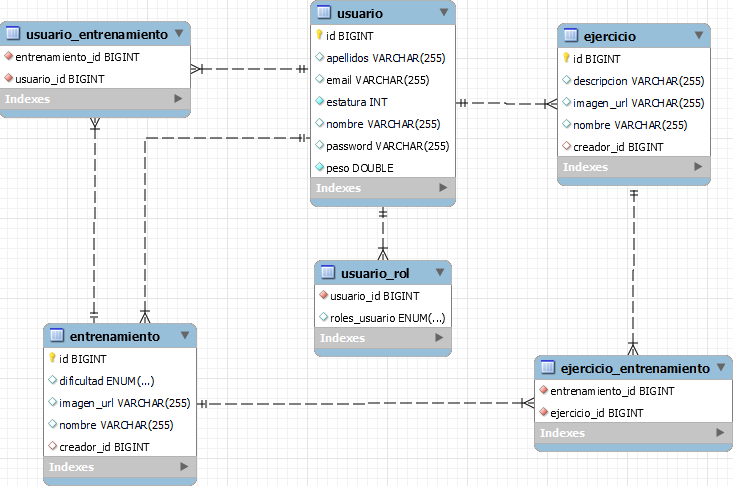 usuario_entrenamiento
entrenamiento_id BIGINT
usuario_id BIGINT
Indexes
usuario
id BIGINT
apellidos VARCHAR(255)
email VARCHAR(255)
estatura INT
nombre VARCHAR(255)
password VARCHAR(255)
peso DOUBLE
Indexes
ejercicio
id BIGINT
descripcion VARCHAR(255)
imagen_url VARCHAR(255)
nombre VARCHAR(255)
creador_id BIGINT
Indexes
usuario_rol
usuario_id BIGINT
roles_usuario ENUM(...)
Indexes
entrenamiento
id BIGINT
dificultad ENUM(...)
imagen_url VARCHAR(255)
nombre VARCHAR(255)
creador_id BIGINT
Indexes
ejercicio_entrenamiento
entrenamiento_id BIGINT
ejercicio_id BIGINT
Indexes